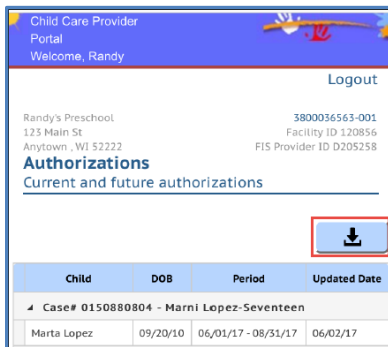 Child Care Provider
Portal
Welcome, Randy
Logout
Randy's Preschool
3800036563-001
123 Main St
Facility ID 120856
Anytown , WI 52222
FIS Provider ID D205258
Authorizations
Current and future authorizations
Child DOB Period Updated Date
Case# 0150880804 - Marni Lopez-Seventeen
Marta Lopez 09/20/10 06/01/17 - 08/31/17 06/02/17